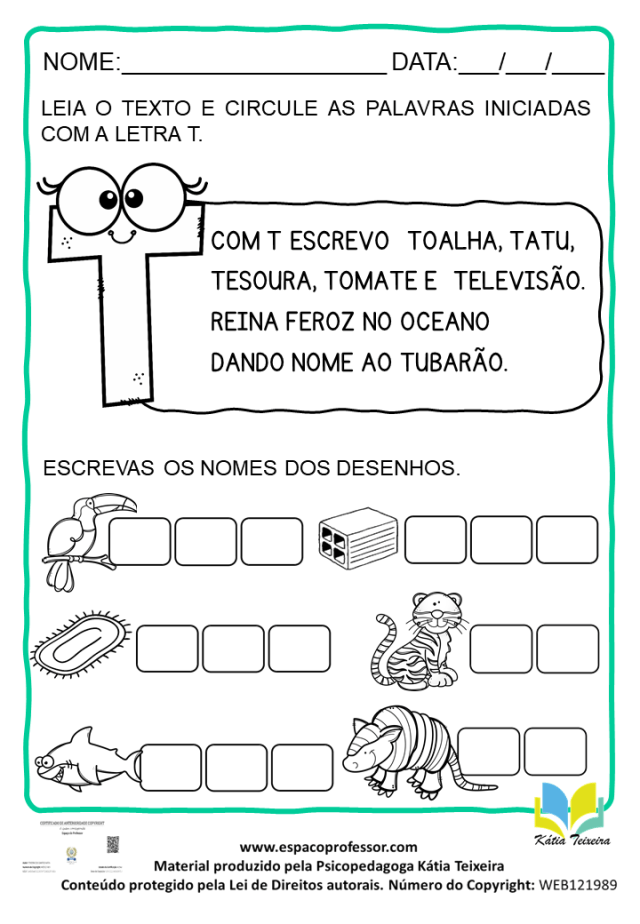 NOME:____________________ DATA:___/___/____
LEIA O TEXTO E CIRCULE AS PALAVRAS INICIADAS
COM A LETRA T.
COM T ESCREVO TOALHA, TATU,
TESOURA, TOMATE E TELEVISÃO.
REINA FEROZ NO OCEANO
DANDO NOME AO TUBARÃO.
ESCREVAS OS NOMES DOS DESENHOS.
Kátia Teixeira
www.espacoprofessor.com
Material produzido pela Psicopedagoga Kátia Teixeira
Conteúdo protegido pela Lei de Direitos autorais. Número do Copyright: WEB121989